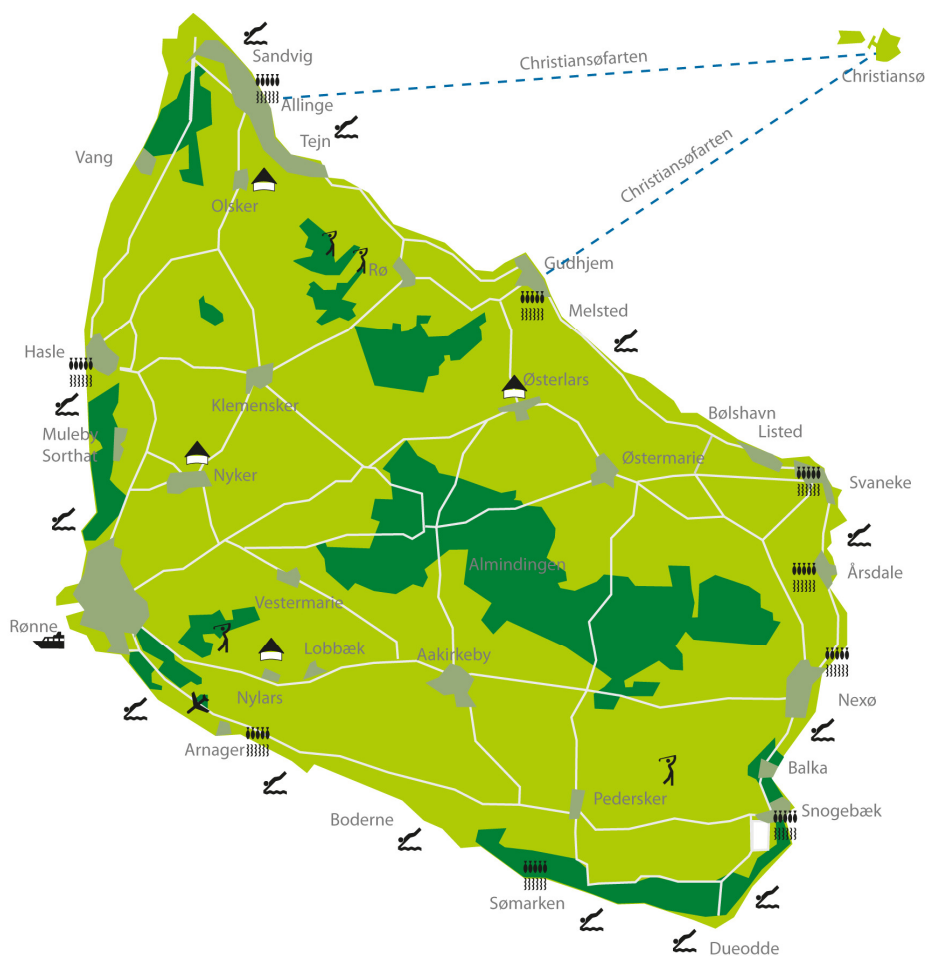 Sandvig
Christiansøfarten
Christiansø
Allinge
Tejn
Vang
Christiansøfarten
Olsker
Rø
Gudhjem
Melsted
Hasle
Østerlars
Klemensker
Bølshavn
Listed
Muleby
Sorthat
Nyker
Østermarie
Svaneke
Almindingen
Årsdale
Vestermarie
Rønne
Lobbæk
Aakirkeby
Nylars
Nexø
Arnager
Balka
Pedersker
Snogebæk
Boderne
Sømarken
Dueodde